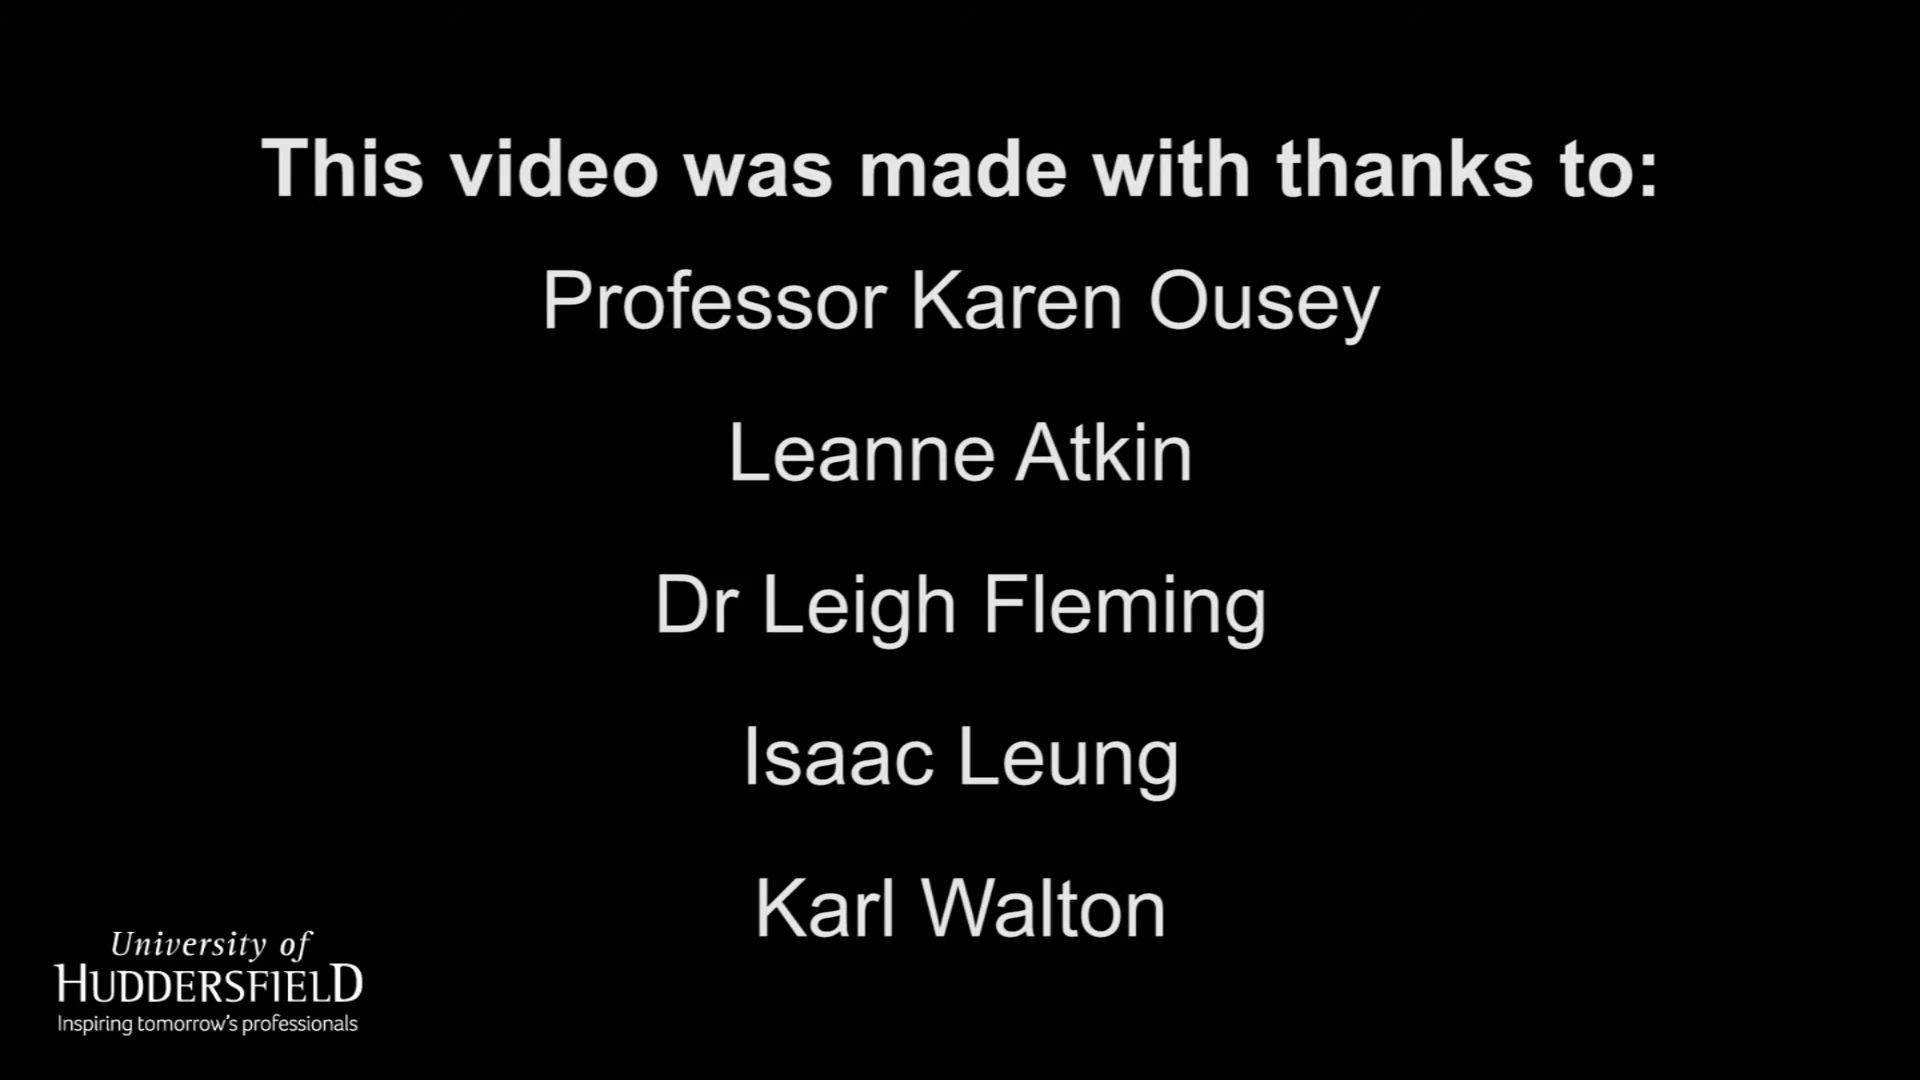 This video was made with thanks to:
Professor Karen Ousey
Leanne Atkin
Dr Leigh Fleming
Isaac Leung
Karl Walton
University of
HUDDERSFIELD
Inspiring tomorrow's professionals